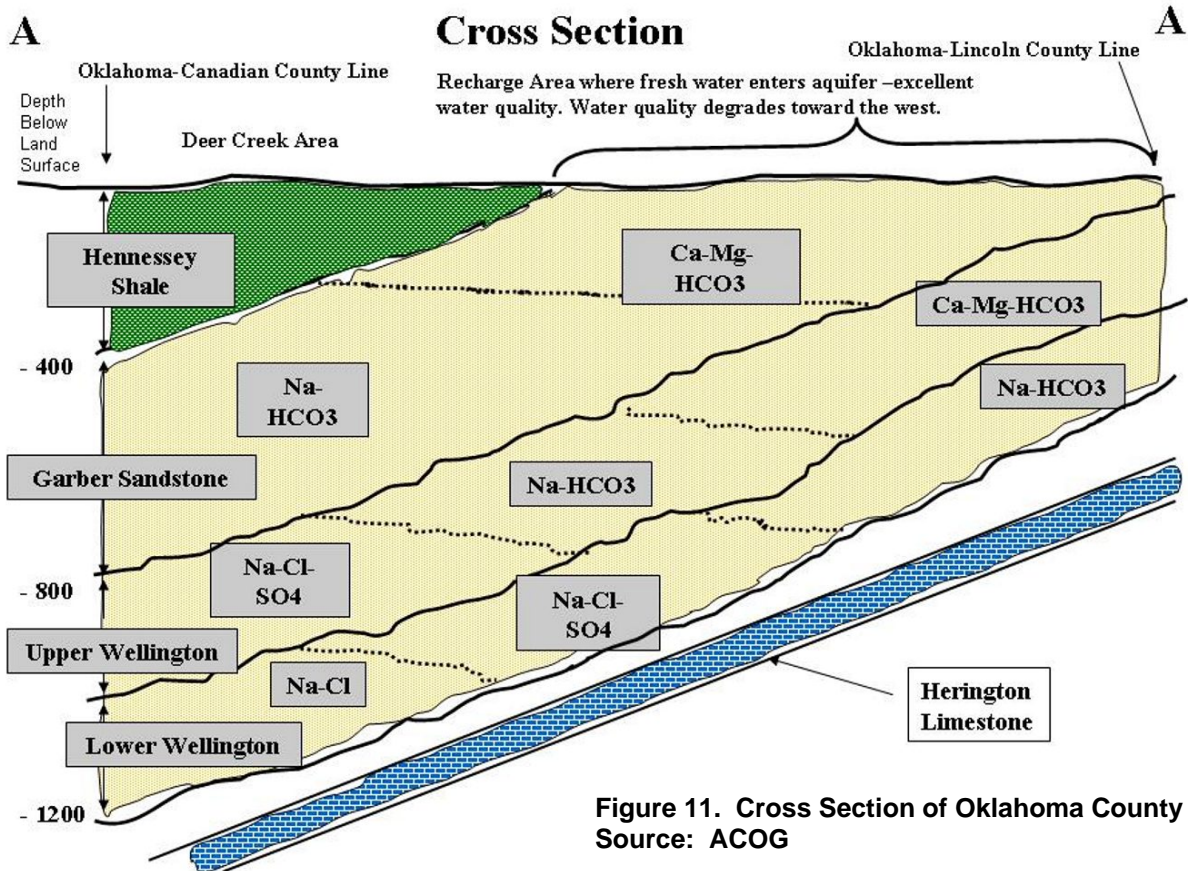 A
Cross Section
A
Oklahoma-Canadian County Line
Oklahoma-Lincoln County Line
Recharge Area where fresh water enters aquifer –excellent
water quality. Water quality degrades toward the west.
Depth
Below
Land
Surface
Deer Creek Area
Hennessey
Shale
Ca-Mg-
HCO3
Ca-Mg-HCO3
- 400
Na-
HCO3
Na-HCO3
Garber Sandstone
Na-HCO3
Na-Cl-
SO4
- 800
Na-Cl-
SO4
Upper Wellington
Na-Cl
Herington
Limestone
Lower Wellington
- 1200
Figure 11. Cross Section of Oklahoma County
Source: ACOG